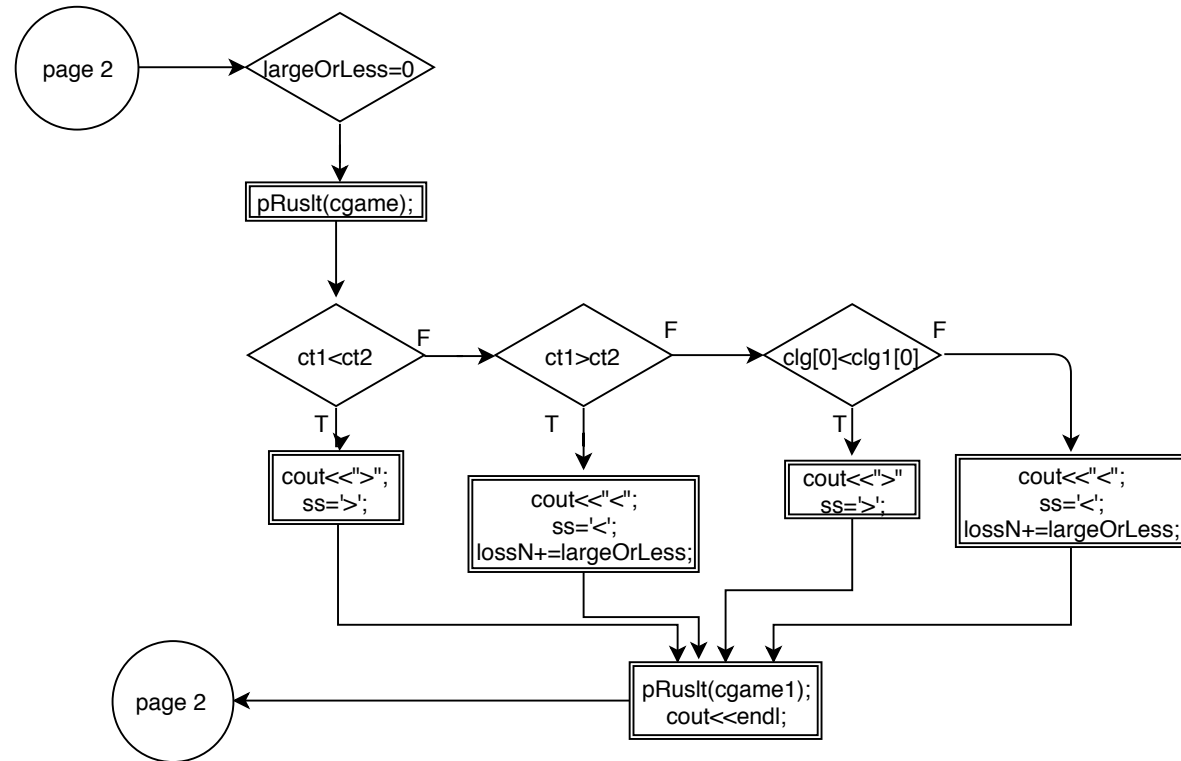 page 2
largeOrLess=0
pRuslt(cgame);
ct1<ct2
F
ct1>ct2
F
clg[0]<clg1[0]
F
T
T
T
cout<<">";
ss='>';
cout<<"<";
ss='<';
lossN+=largeOrLess;
cout<<">"
ss='>';
cout<<"<";
ss='<';
lossN+=largeOrLess;
pRuslt(cgame1);
cout<<endl;
page 2